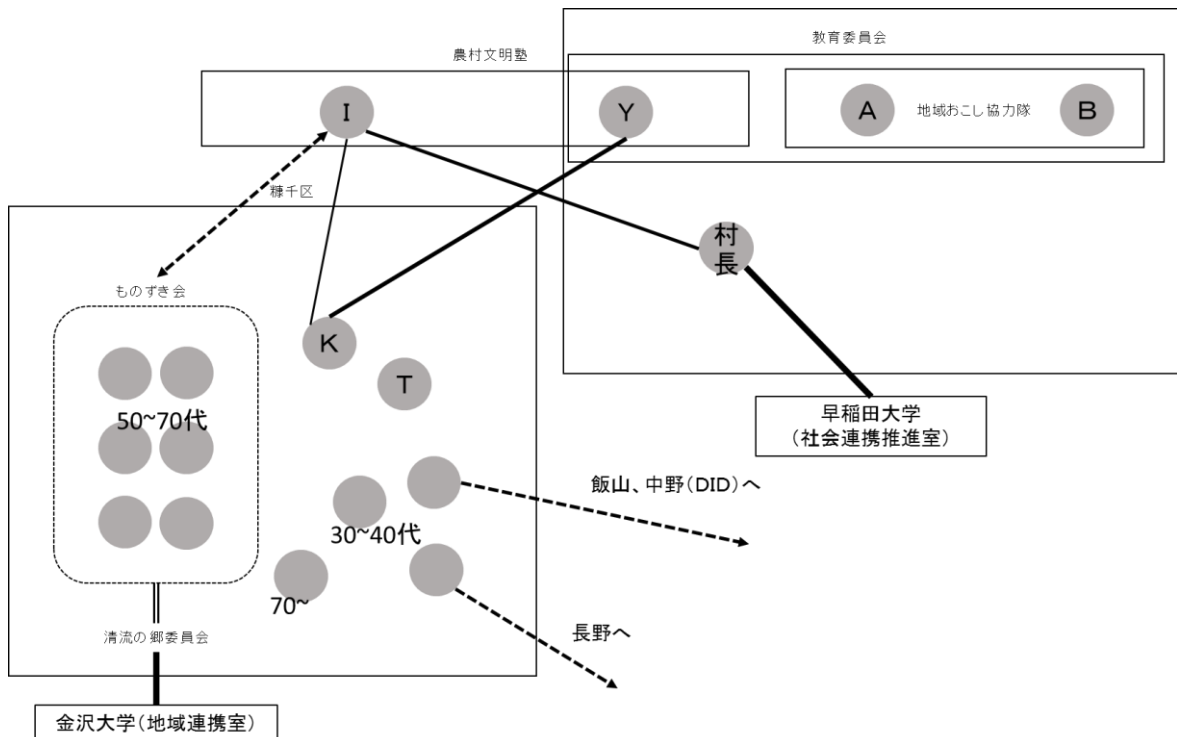 教育委員会
農村文明塾
I
Y
A
地域おこし協力隊
B
糠千区
村
長
ものずき会
K
T
50~70代
早稲田大学
（社会連携推進室）
飯山、中野（DID）へ
30~40代
70~
長野へ
清流の郷委員会
金沢大学（地域連携室）